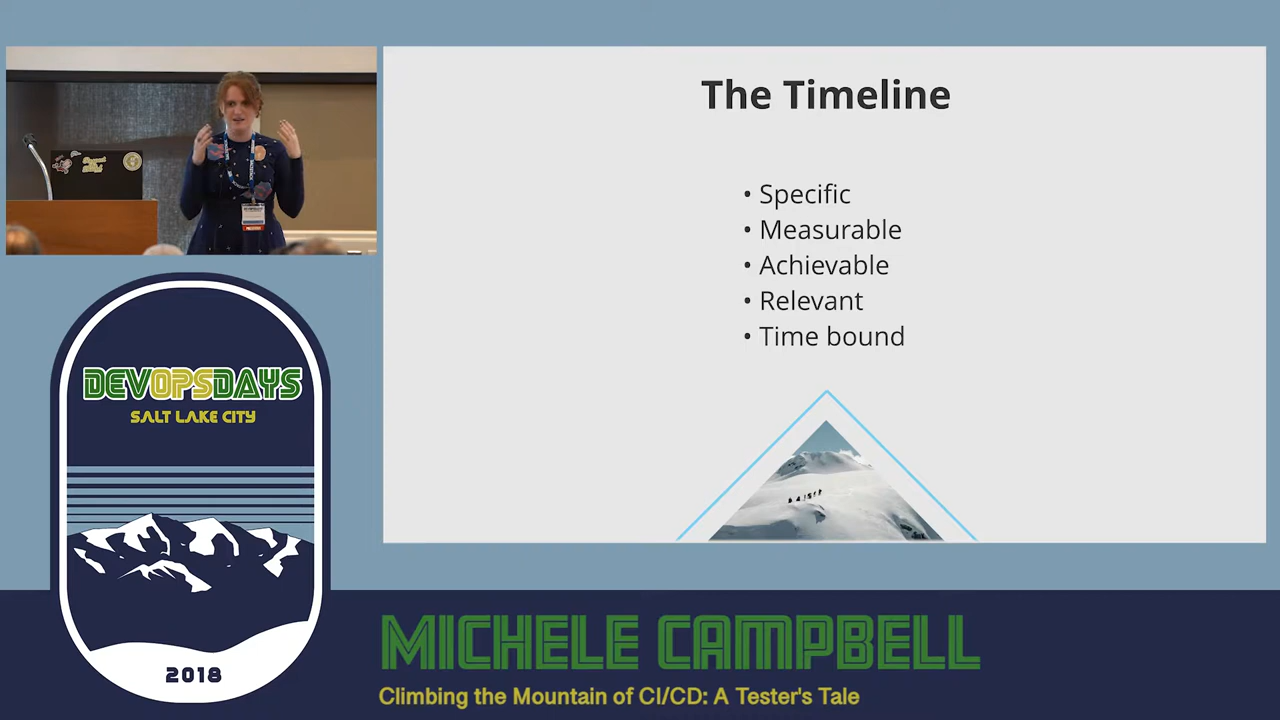 The Timeline
• Specific
• Measurable
• Achievable
• Relevant
• Time bound
DEVOPSDAYS
SALT LAKE CITY
2018
MICHELE CAMPBELL
Climbing the Mountain of CI/CD: A Tester's Tale